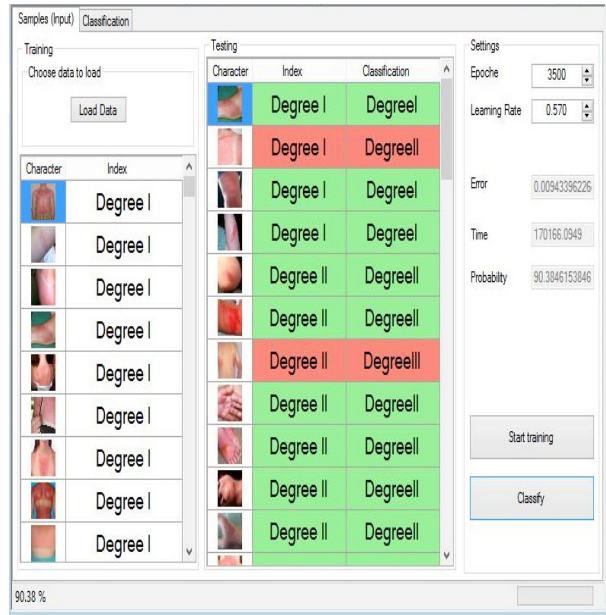 Samples (Input) Classification
Training
Choose data to load
Load Data
Character Index
Degree I
Degree I
Degree I
Degree I
Degree I
Degree I
Degree I
Degree I
Degree I
Testing
Character Index Classification
Degree I DegreeI
Degree I DegreeII
Degree I DegreeI
Degree I DegreeI
Degree II DegreeII
Degree II DegreeII
Degree II DegreeIII
Degree II DegreeII
Degree II DegreeII
Degree II DegreeII
Degree II DegreeII
Settings
Epoche 3500
Learning Rate 0.570
Error 0.00943396226
Time 170166.0949
Probability 90.3846153846
Start training
Classify
90.38 %